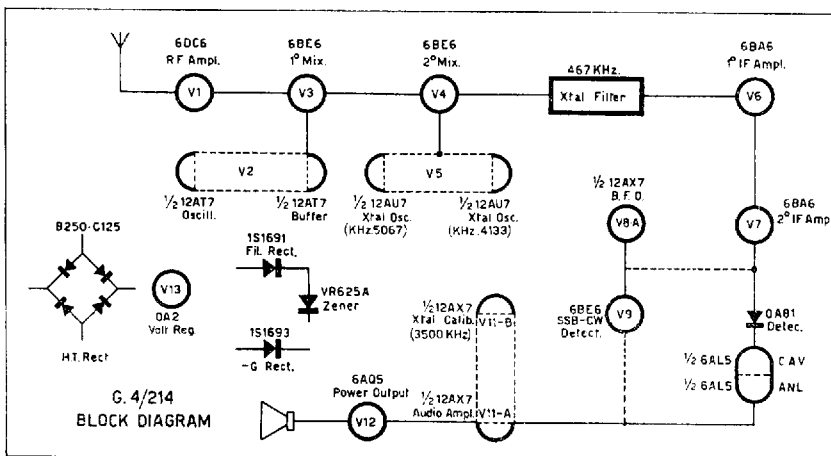 6DC6
RF Ampl.
V1
6BE6
1° Mix.
V3
6BE6
2° Mix.
V4
467 KHz.
Xtal Filter
6BA6
1° IF Ampl.
V6
V2
½ 12AT7
Oscill.
½ 12AT7
Buffer
V5
½ 12AU7
Xtal Osc.
(KHz.5067)
½ 12AU7
Xtal Osc.
(KHz.4133)
½ 12AX7
B.F.O.
V8-A
6BA6
2° IF Amp
V7
B250-C125
H.T. Rect
V13
OA2
Volt Reg.
1S1691
Fil. Rect.
VR625A
Zener
1S1693
-G Rect.
½ 12AX7
Xtal Calib.
(3500 KHz)
V11-B
6BE6
SSB-CW
Detect.
V9
OA81
Detec.
½ 6AL5 CAV
½ 6AL5 ANL
6AQ5
Power Output
V12
½ 12AX7
Audio Ampl.
V11-A
G. 4/214
BLOCK DIAGRAM